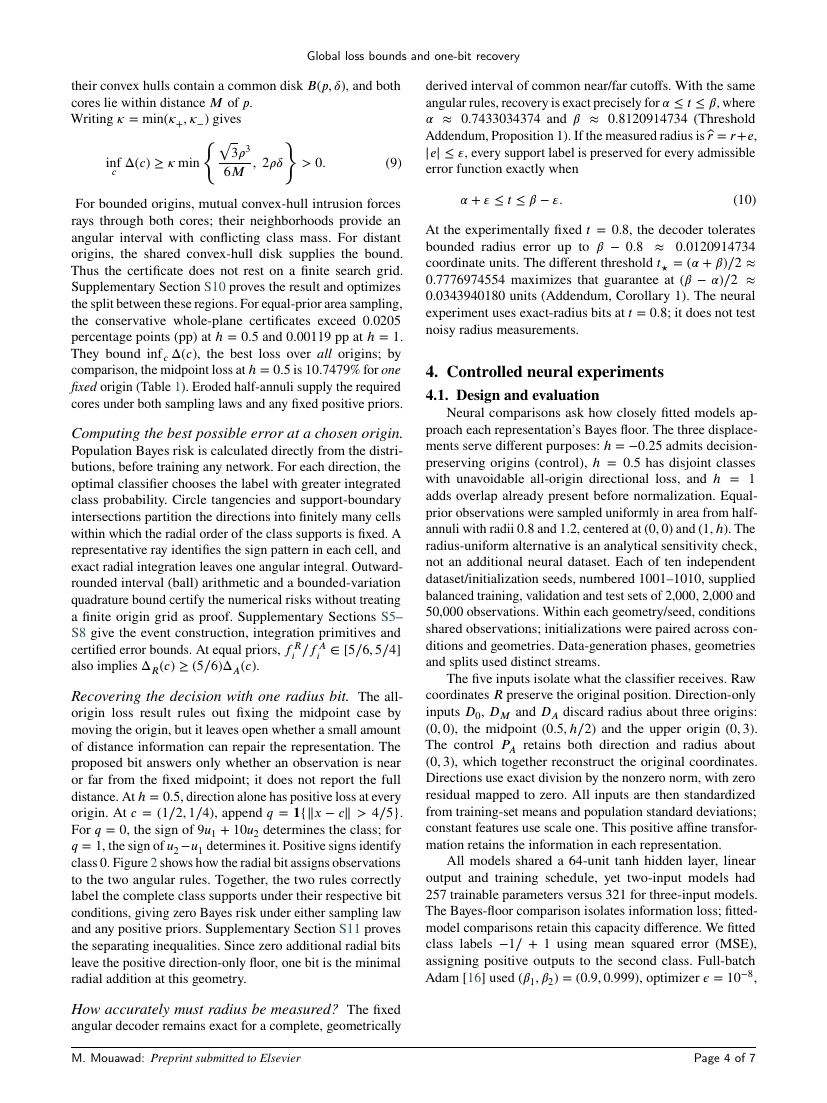 Global loss bounds and one-bit recovery
their convex hulls contain a common disk B(p, δ), and both
cores lie within distance M of p.
Writing κ = min(κ₊, κ₋) gives
inf_c Δ(c) ≥ κ min { √3ρ³/6M, 2ρδ } > 0. (9)
For bounded origins, mutual convex-hull intrusion forces
rays through both cores; their neighborhoods provide an
angular interval with conflicting class mass. For distant
origins, the shared convex-hull disk supplies the bound.
Thus the certificate does not rest on a finite search grid.
Supplementary Section S10 proves the result and optimizes
the split between these regions. For equal-prior area sampling,
the conservative whole-plane certificates exceed 0.0205
percentage points (pp) at h = 0.5 and 0.00119 pp at h = 1.
They bound inf_c Δ(c), the best loss over all origins; by
comparison, the midpoint loss at h = 0.5 is 10.7479% for one
fixed origin (Table 1). Eroded half-annuli supply the required
cores under both sampling laws and any fixed positive priors.
Computing the best possible error at a chosen origin.
Population Bayes risk is calculated directly from the distri-
butions, before training any network. For each direction, the
optimal classifier chooses the label with greater integrated
class probability. Circle tangencies and support-boundary
intersections partition the directions into finitely many cells
within which the radial order of the class supports is fixed. A
representative ray identifies the sign pattern in each cell, and
exact radial integration leaves one angular integral. Outward-
rounded interval (ball) arithmetic and a bounded-variation
quadrature bound certify the numerical risks without treating
a finite origin grid as proof. Supplementary Sections S5–
S8 give the event construction, integration primitives and
certified error bounds. At equal priors, f_i^R/f_i^A ∈ [5/6, 5/4]
also implies Δ_R(c) ≥ (5/6)Δ_A(c).
Recovering the decision with one radius bit. The all-
origin loss result rules out fixing the midpoint case by
moving the origin, but it leaves open whether a small amount
of distance information can repair the representation. The
proposed bit answers only whether an observation is near
or far from the fixed midpoint; it does not report the full
distance. At h = 0.5, direction alone has positive loss at every
origin. At c = (1/2, 1/4), append q = 1{‖x − c‖ > 4/5}.
For q = 0, the sign of 9u₁ + 10u₂ determines the class; for
q = 1, the sign of u₂−u₁ determines it. Positive signs identify
class 0. Figure 2 shows how the radial bit assigns observations
to the two angular rules. Together, the two rules correctly
label the complete class supports under their respective bit
conditions, giving zero Bayes risk under either sampling law
and any positive priors. Supplementary Section S11 proves
the separating inequalities. Since zero additional radial bits
leave the positive direction-only floor, one bit is the minimal
radial addition at this geometry.
How accurately must radius be measured? The fixed
angular decoder remains exact for a complete, geometrically
derived interval of common near/far cutoffs. With the same
angular rules, recovery is exact precisely for α ≤ t ≤ β, where
α ≈ 0.7433034374 and β ≈ 0.8120914734 (Threshold
Addendum, Proposition 1). If the measured radius is r̂ = r+e,
|e| ≤ ε, every support label is preserved for every admissible
error function exactly when
α + ε ≤ t ≤ β − ε. (10)
At the experimentally fixed t = 0.8, the decoder tolerates
bounded radius error up to β − 0.8 ≈ 0.0120914734
coordinate units. The different threshold t⋆ = (α + β)/2 ≈
0.7776974554 maximizes that guarantee at (β − α)/2 ≈
0.0343940180 units (Addendum, Corollary 1). The neural
experiment uses exact-radius bits at t = 0.8; it does not test
noisy radius measurements.
4. Controlled neural experiments
4.1. Design and evaluation
Neural comparisons ask how closely fitted models ap-
proach each representation's Bayes floor. The three displace-
ments serve different purposes: h = −0.25 admits decision-
preserving origins (control), h = 0.5 has disjoint classes
with unavoidable all-origin directional loss, and h = 1
adds overlap already present before normalization. Equal-
prior observations were sampled uniformly in area from half-
annuli with radii 0.8 and 1.2, centered at (0, 0) and (1, h). The
radius-uniform alternative is an analytical sensitivity check,
not an additional neural dataset. Each of ten independent
dataset/initialization seeds, numbered 1001–1010, supplied
balanced training, validation and test sets of 2,000, 2,000 and
50,000 observations. Within each geometry/seed, conditions
shared observations; initializations were paired across con-
ditions and geometries. Data-generation phases, geometries
and splits used distinct streams.
The five inputs isolate what the classifier receives. Raw
coordinates R preserve the original position. Direction-only
inputs D₀, D_M and D_A discard radius about three origins:
(0, 0), the midpoint (0.5, h/2) and the upper origin (0, 3).
The control P_A retains both direction and radius about
(0, 3), which together reconstruct the original coordinates.
Directions use exact division by the nonzero norm, with zero
residual mapped to zero. All inputs are then standardized
from training-set means and population standard deviations;
constant features use scale one. This positive affine transfor-
mation retains the information in each representation.
All models shared a 64-unit tanh hidden layer, linear
output and training schedule, yet two-input models had
257 trainable parameters versus 321 for three-input models.
The Bayes-floor comparison isolates information loss; fitted-
model comparisons retain this capacity difference. We fitted
class labels −1/ + 1 using mean squared error (MSE),
assigning positive outputs to the second class. Full-batch
Adam [16] used (β₁, β₂) = (0.9, 0.999), optimizer ϵ = 10⁻⁸,
M. Mouawad: Preprint submitted to Elsevier
Page 4 of 7